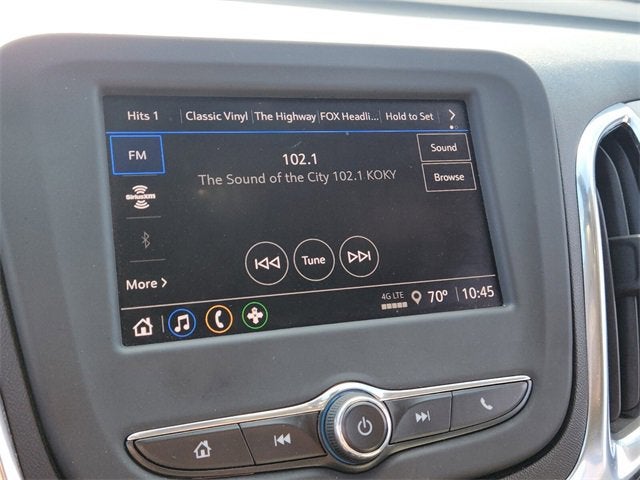 Hits 1 Classic Vinyl The Highway FOX Headli... Hold to Set
FM 102.1 Sound
The Sound of the City 102.1 KOKY Browse
SiriusXM
Tune
More
4G LTE 70° 10:45